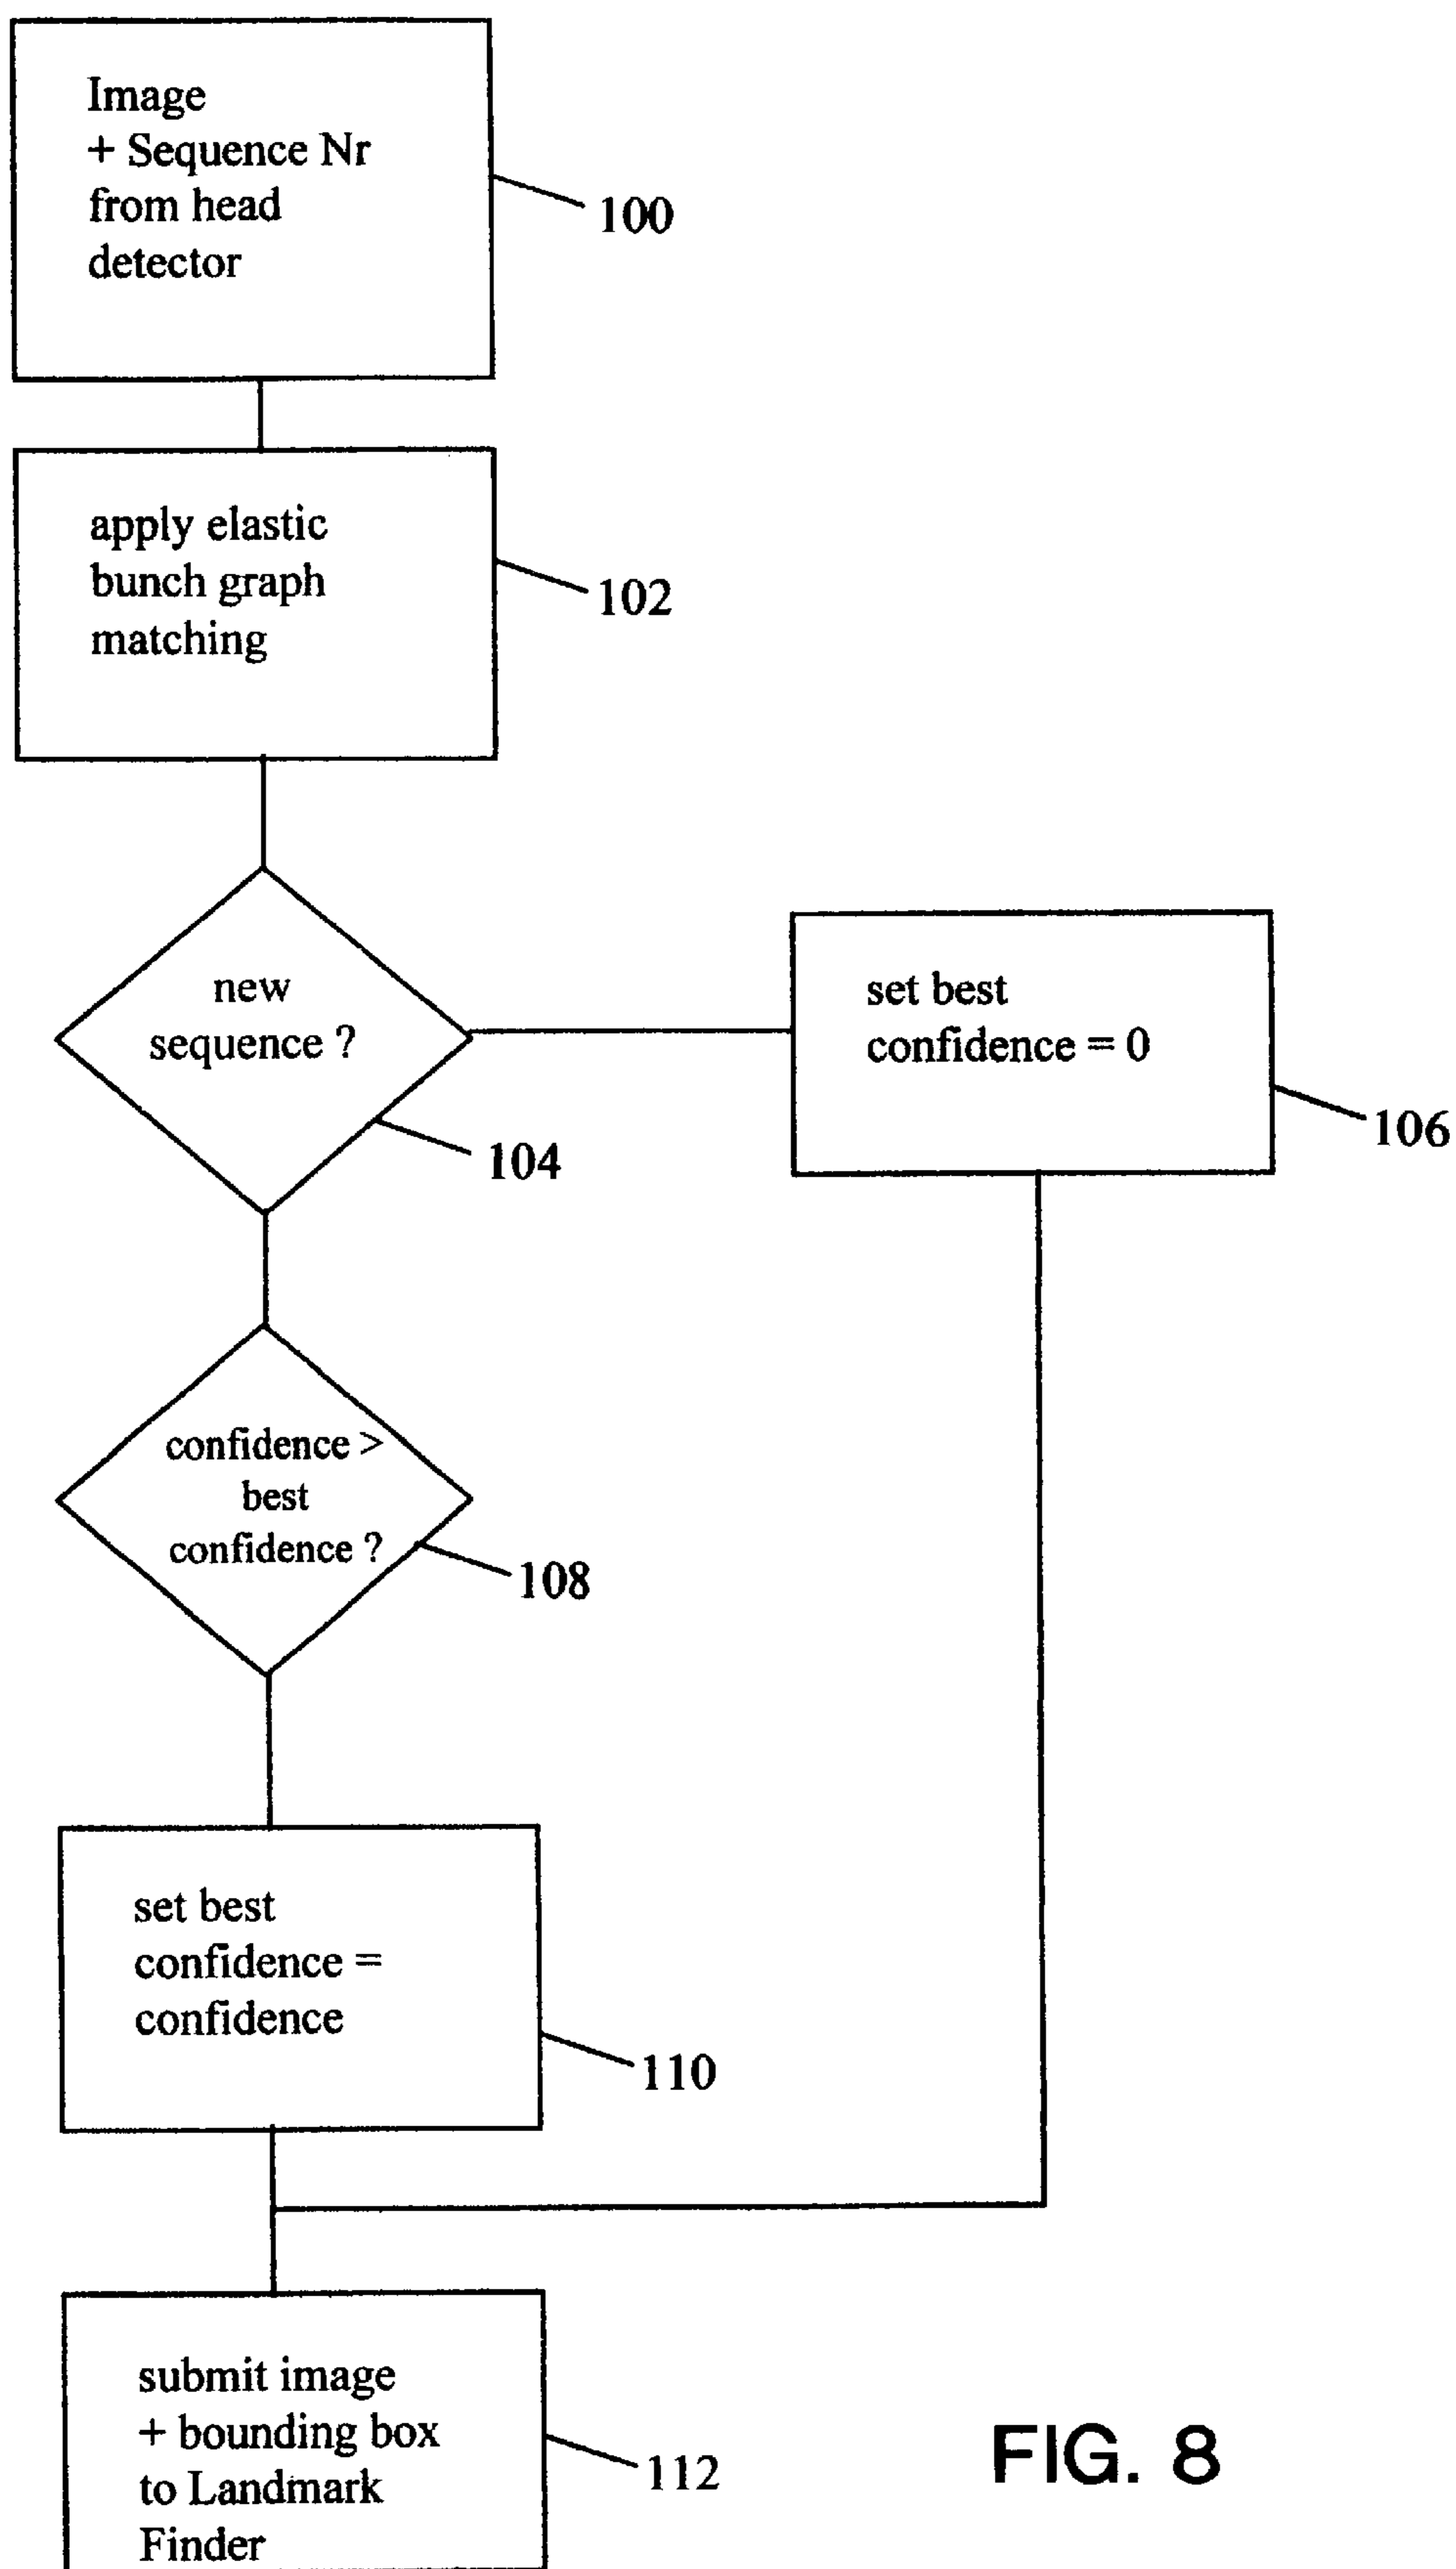 Image
+ Sequence Nr
from head
detector
100
apply elastic
bunch graph
matching
102
new
sequence ?
104
set best
confidence = 0
106
confidence >
best
confidence ?
108
set best
confidence =
confidence
110
submit image
+ bounding box
to Landmark
Finder
112
FIG. 8